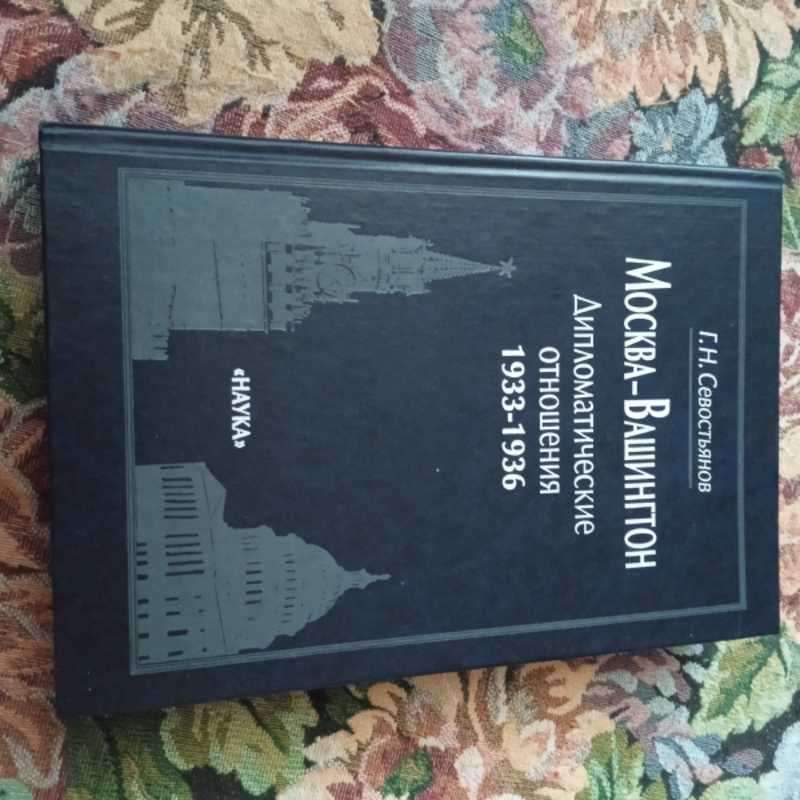 Г.Н. Севостьянов
Москва-Вашингтон
Дипломатические
отношения
1933-1936
«НАУКА»